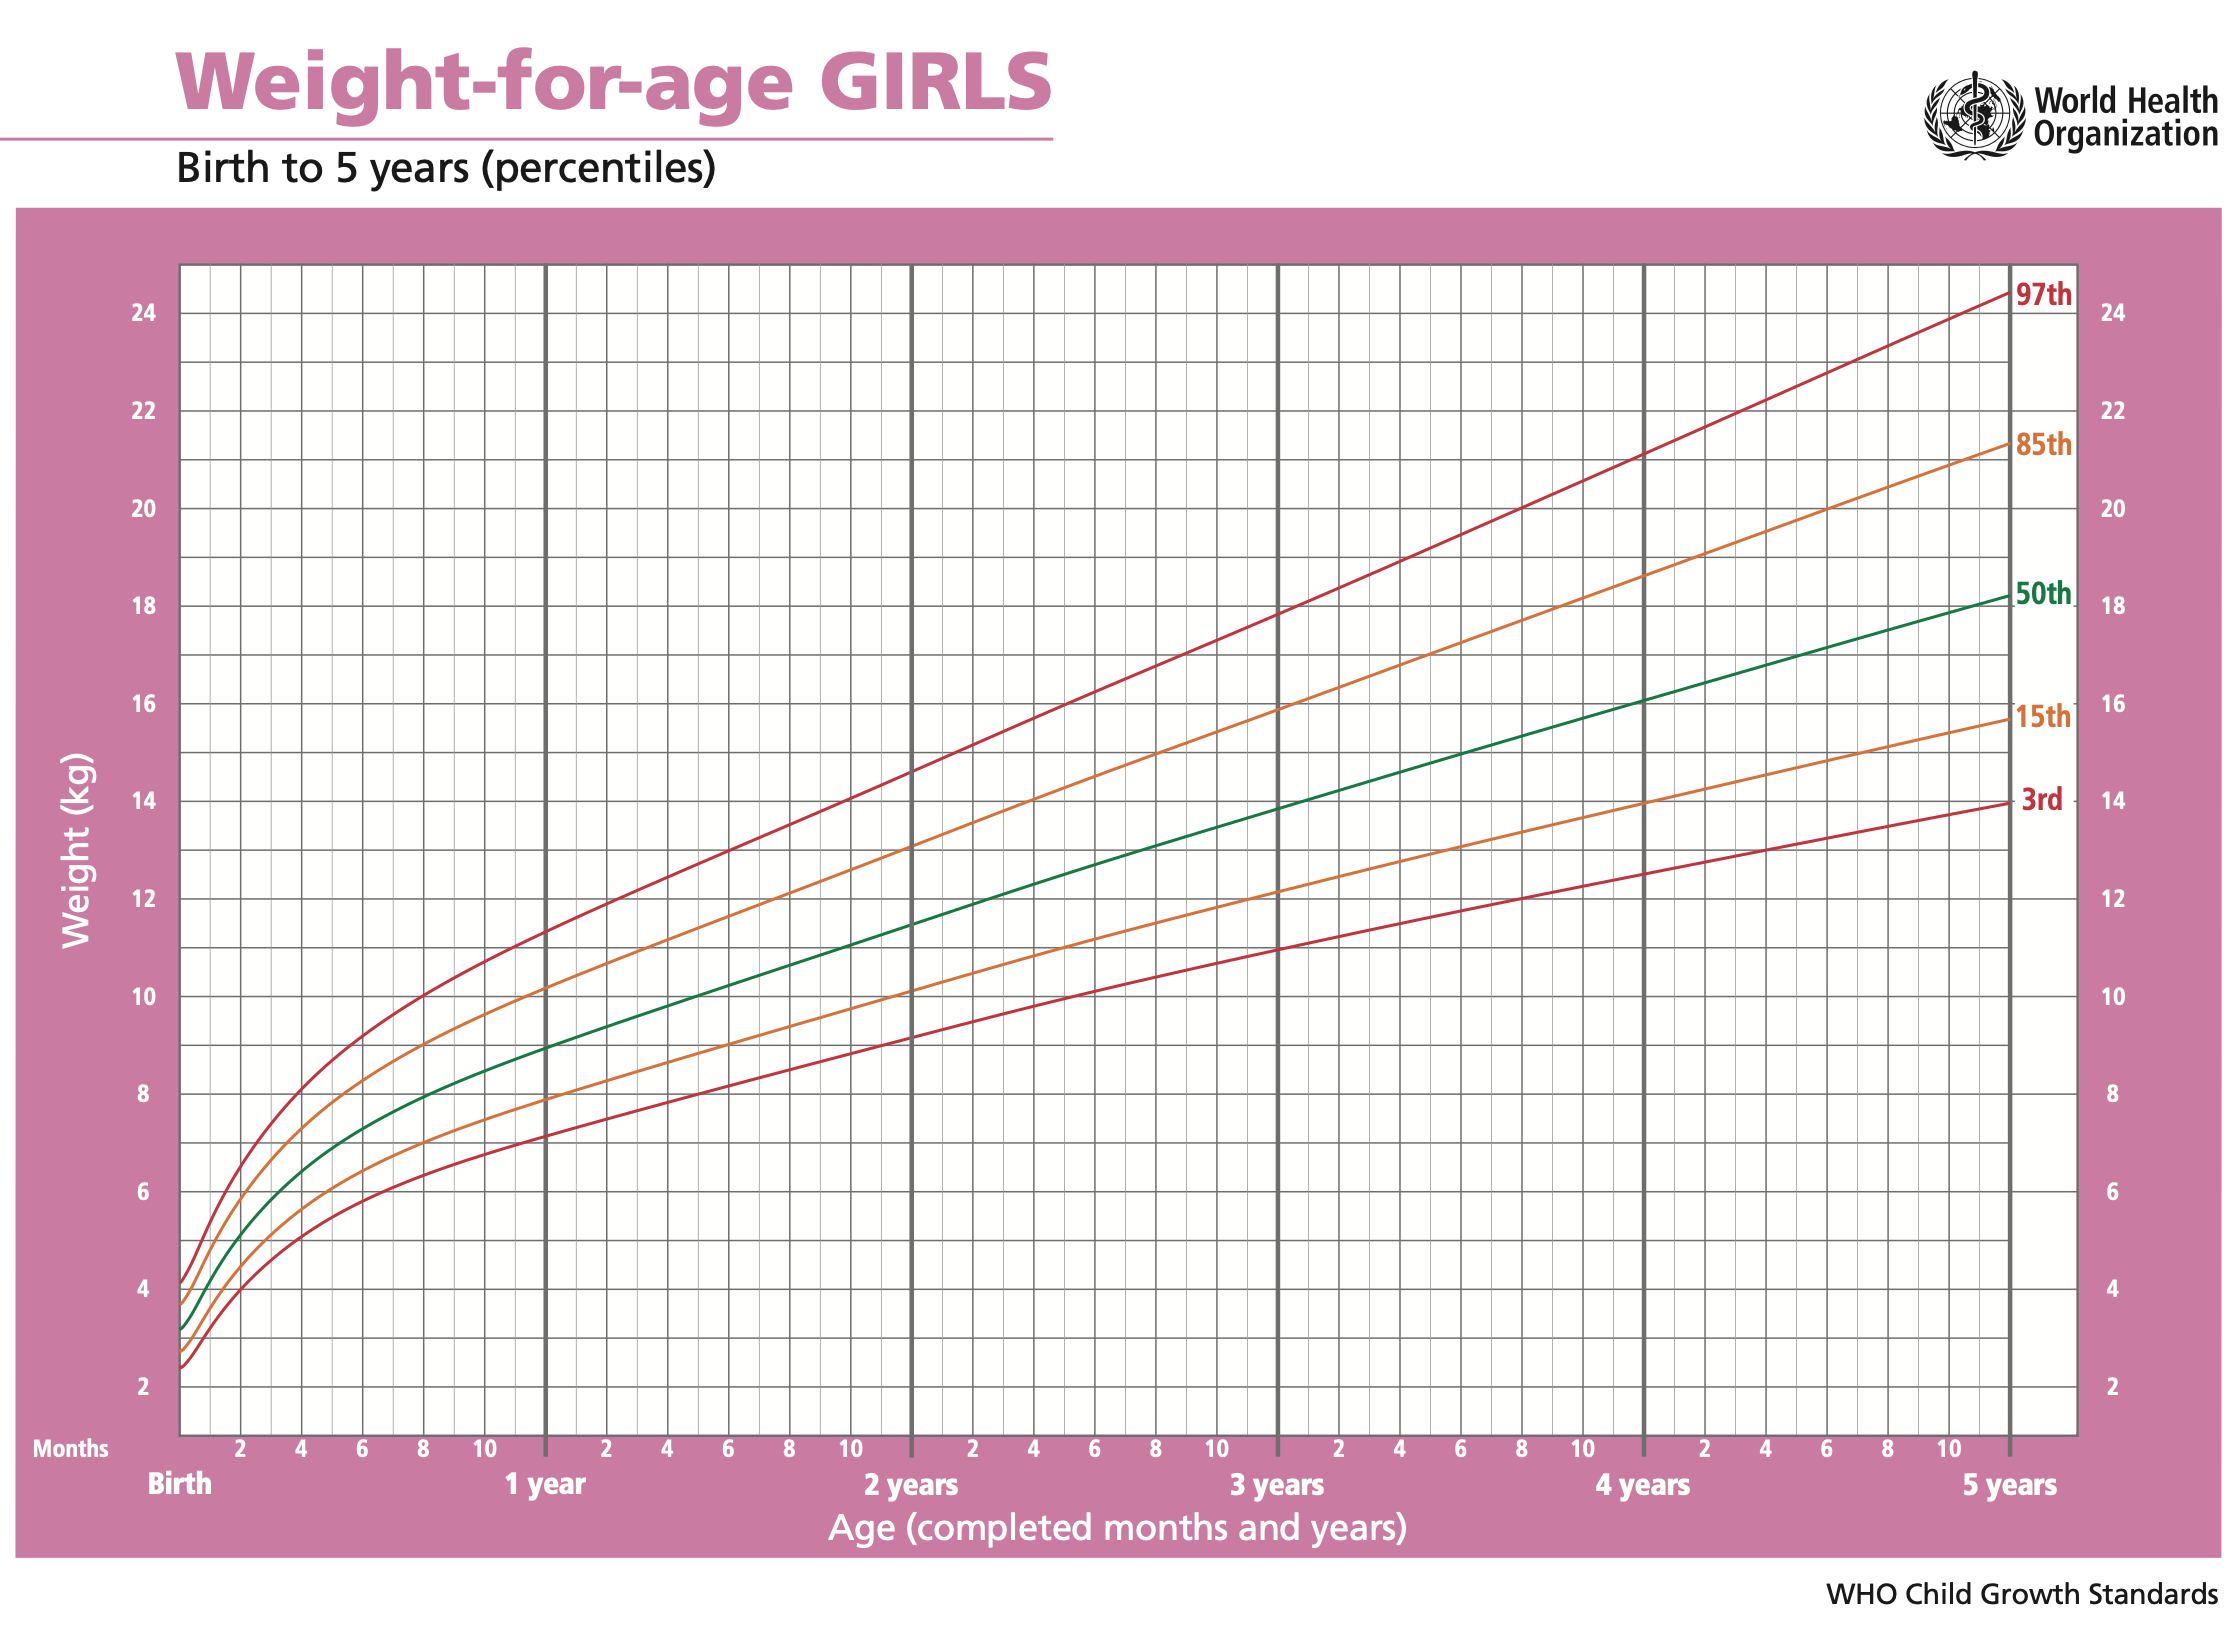 Weight-for-age GIRLS
Birth to 5 years (percentiles)
World Health
Organization
97th
24 24
22 22
85th
20 20
50th
18 18
15th
16 16
3rd
14 14
12 12
10 10
8 8
6 6
4 4
2 2
Weight (kg)
Months 2 4 6 8 10 2 4 6 8 10 2 4 6 8 10 2 4 6 8 10 2 4 6 8 10
Birth 1 year 2 years 3 years 4 years 5 years
Age (completed months and years)
WHO Child Growth Standards